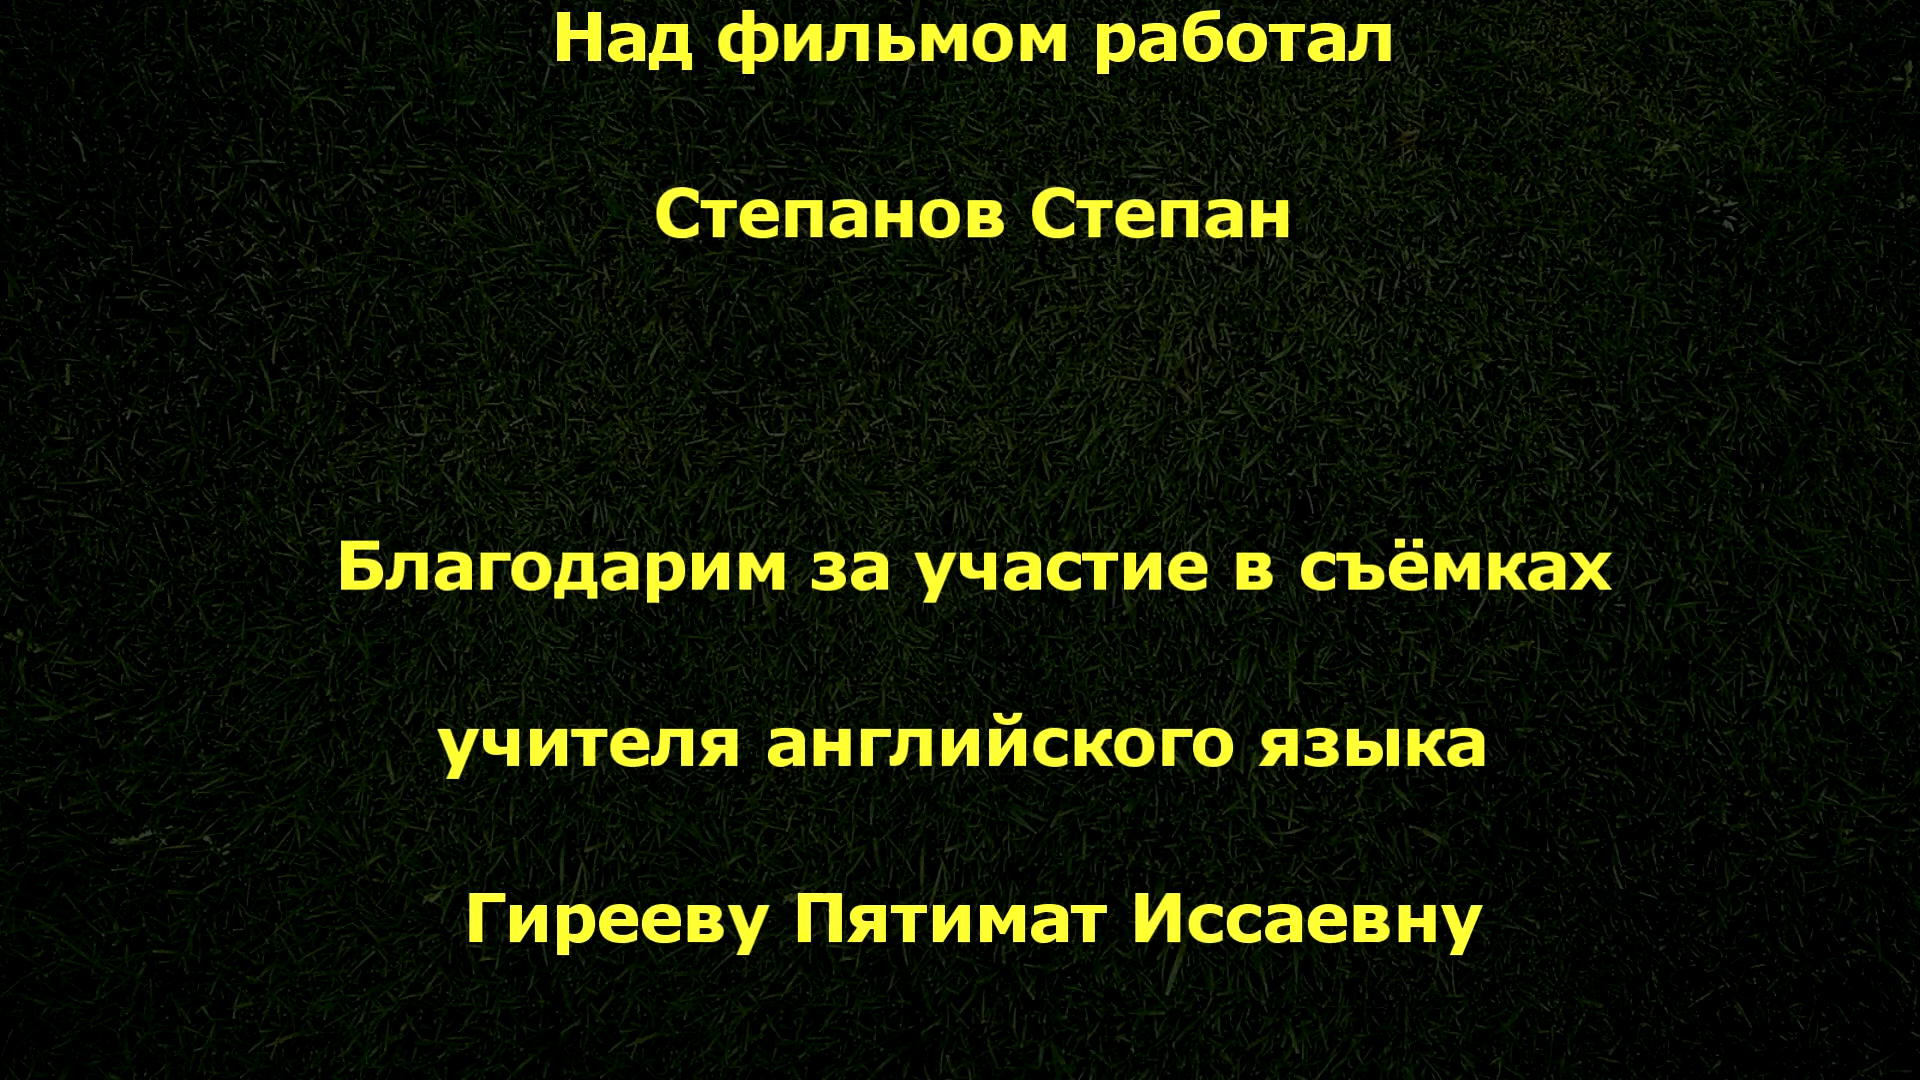 Над фильмом работал
Степанов Степан
Благодарим за участие в съёмках
учителя английского языка
Гирееву Пятимат Иссаевну